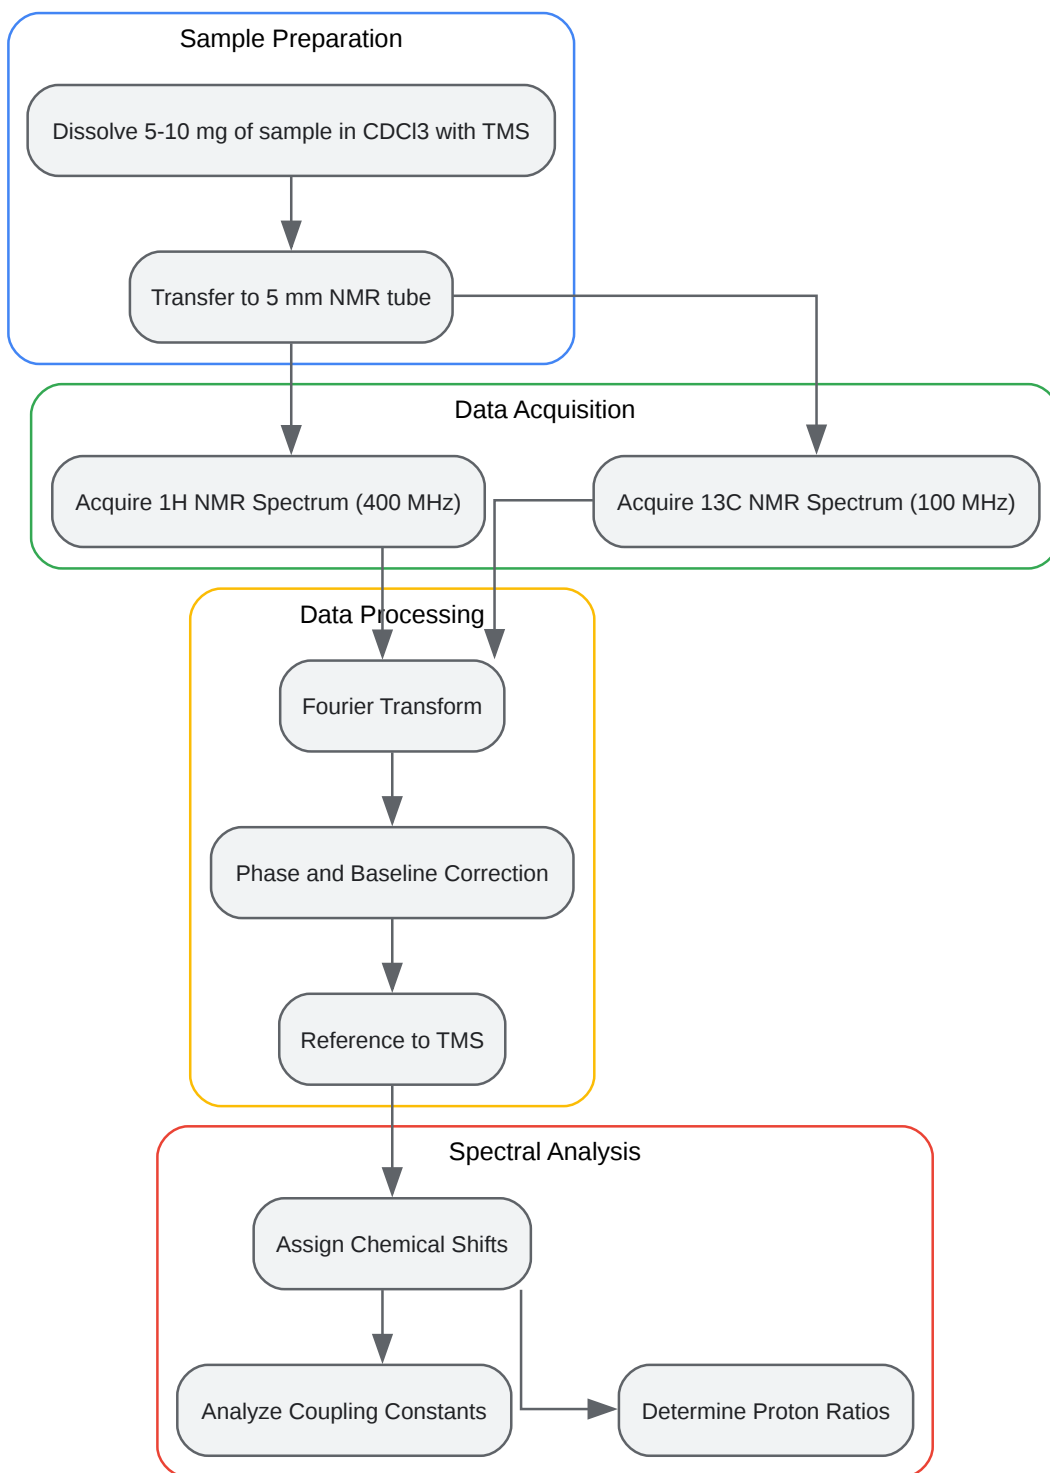 Sample Preparation
Dissolve 5-10 mg of sample in CDCl3 with TMS
Transfer to 5 mm NMR tube
Data Acquisition
Acquire 1H NMR Spectrum (400 MHz)
Acquire 13C NMR Spectrum (100 MHz)
Data Processing
Fourier Transform
Phase and Baseline Correction
Reference to TMS
Spectral Analysis
Assign Chemical Shifts
Analyze Coupling Constants
Determine Proton Ratios